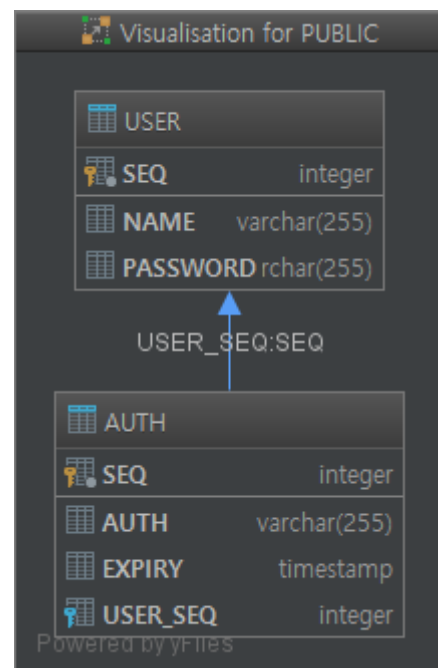 Visualisation for PUBLIC
USER
SEQ integer
NAME varchar(255)
PASSWORD rchar(255)
USER_SEQ:SEQ
AUTH
SEQ integer
AUTH varchar(255)
EXPIRY timestamp
USER_SEQ integer
Powered by yFiles